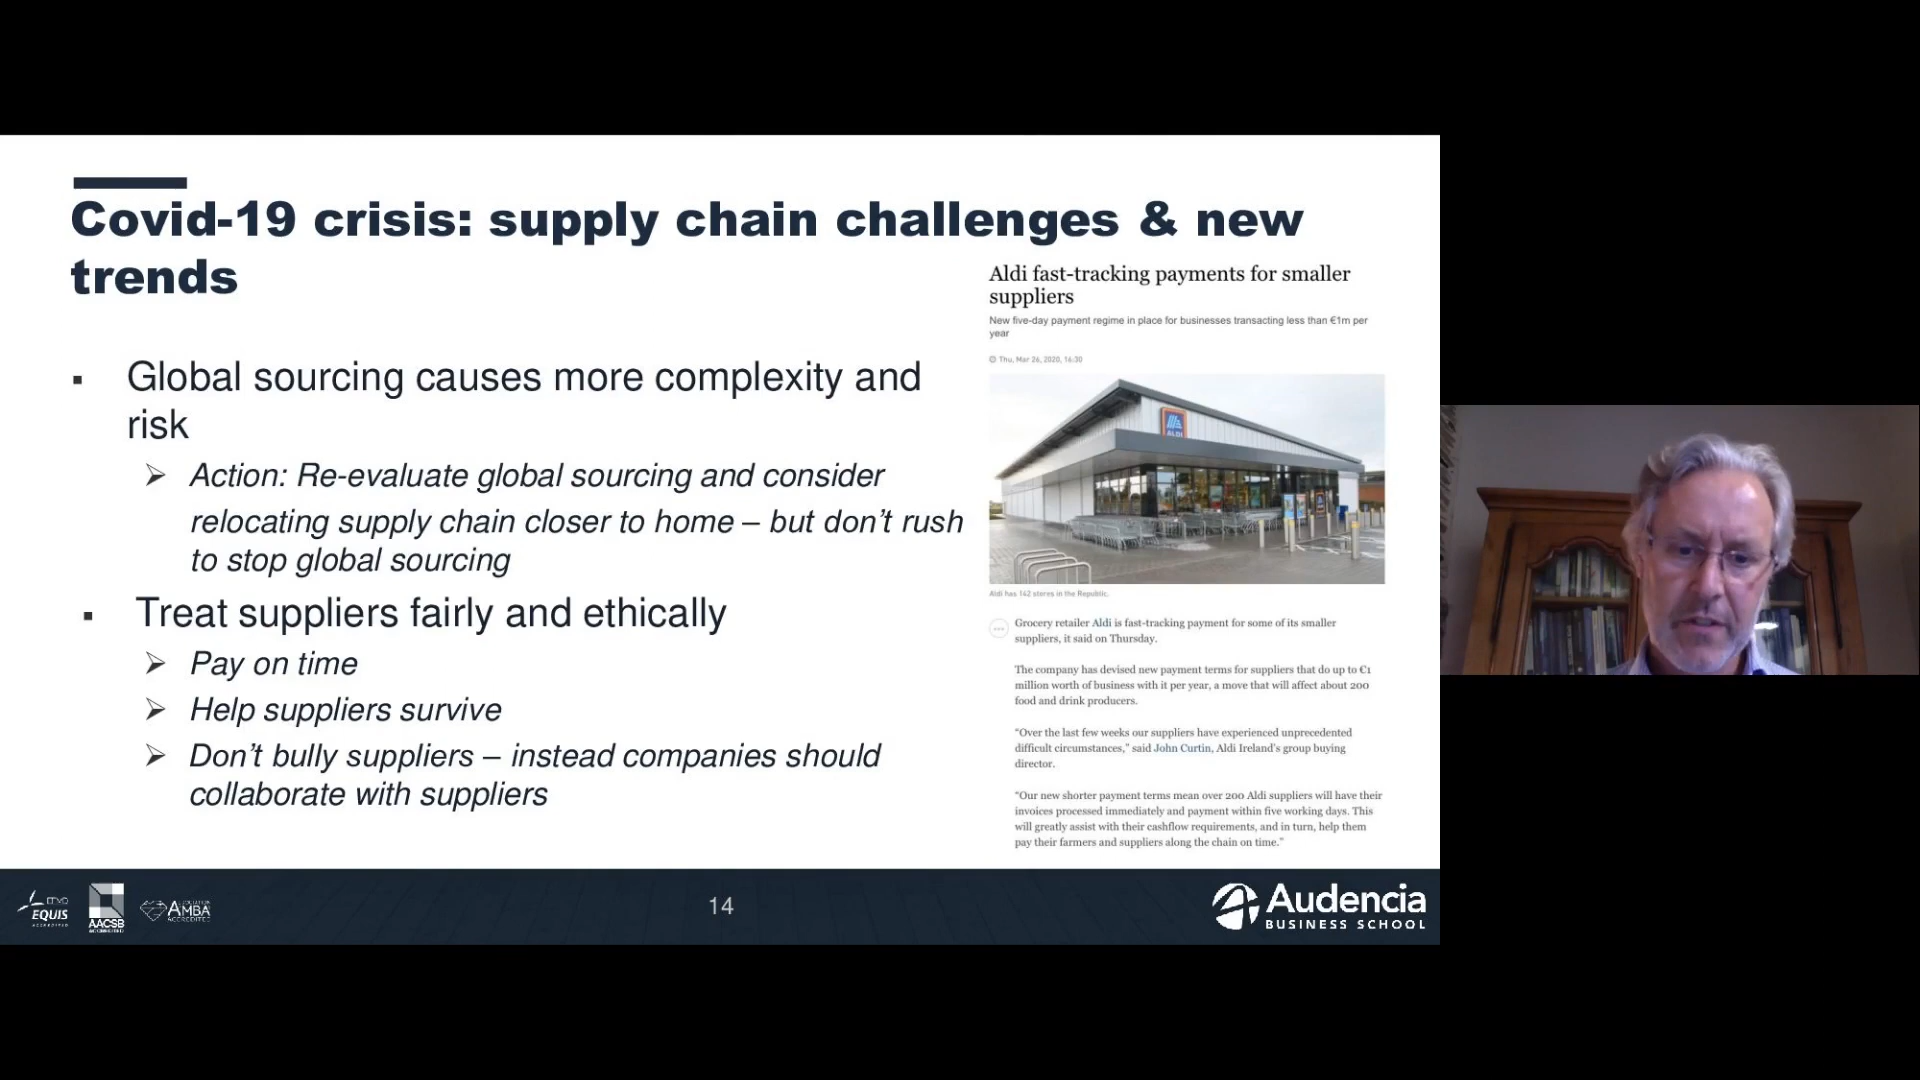 Covid-19 crisis: supply chain challenges & new
trends
Global sourcing causes more complexity and
risk
Action: Re-evaluate global sourcing and consider
relocating supply chain closer to home – but don't rush
to stop global sourcing
Treat suppliers fairly and ethically
Pay on time
Help suppliers survive
Don't bully suppliers – instead companies should
collaborate with suppliers
Aldi fast-tracking payments for smaller
suppliers
New five-day payment regime in place for businesses transacting less than €1m per
year
Thu, Mar 26, 2020, 16:30
ALDI
Aldi has 142 stores in the Republic.
Grocery retailer Aldi is fast-tracking payment for some of its smaller
suppliers, it said on Thursday.
The company has devised new payment terms for suppliers that do up to €1
million worth of business with it per year, a move that will affect about 200
food and drink producers.
“Over the last few weeks our suppliers have experienced unprecedented
difficult circumstances,” said John Curtin, Aldi Ireland's group buying
director.
“Our new shorter payment terms mean over 200 Aldi suppliers will have their
invoices processed immediately and payment within five working days. This
will greatly assist with their cashflow requirements, and in turn, help them
pay their farmers and suppliers along the chain on time.”
EQUIS
ACCREDITED
AACSB
ACCREDITED
ASSOCIATION
AMBA
ACCREDITED
14
Audencia
BUSINESS SCHOOL